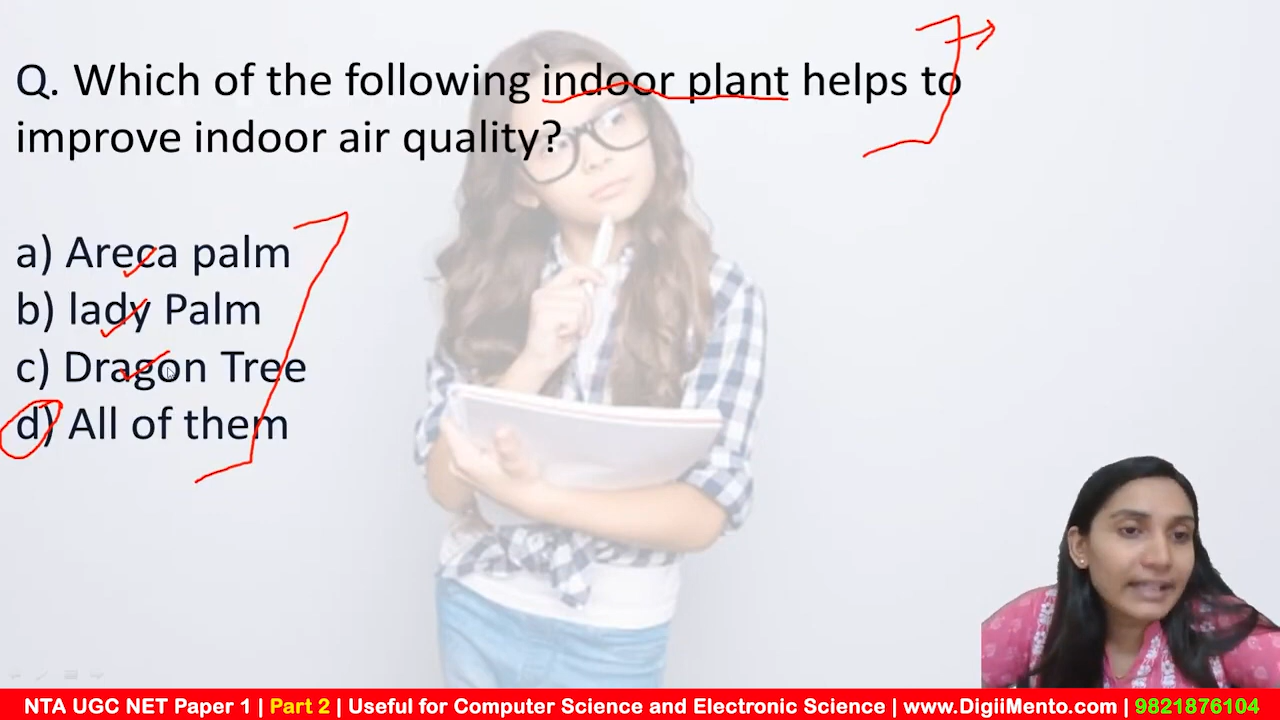 Q. Which of the following indoor plant helps to
improve indoor air quality?
a) Areca palm
b) lady Palm
c) Dragon Tree
d) All of them
NTA UGC NET Paper 1 | Part 2 | Useful for Computer Science and Electronic Science | www.DigiiMento.com | 9821876104